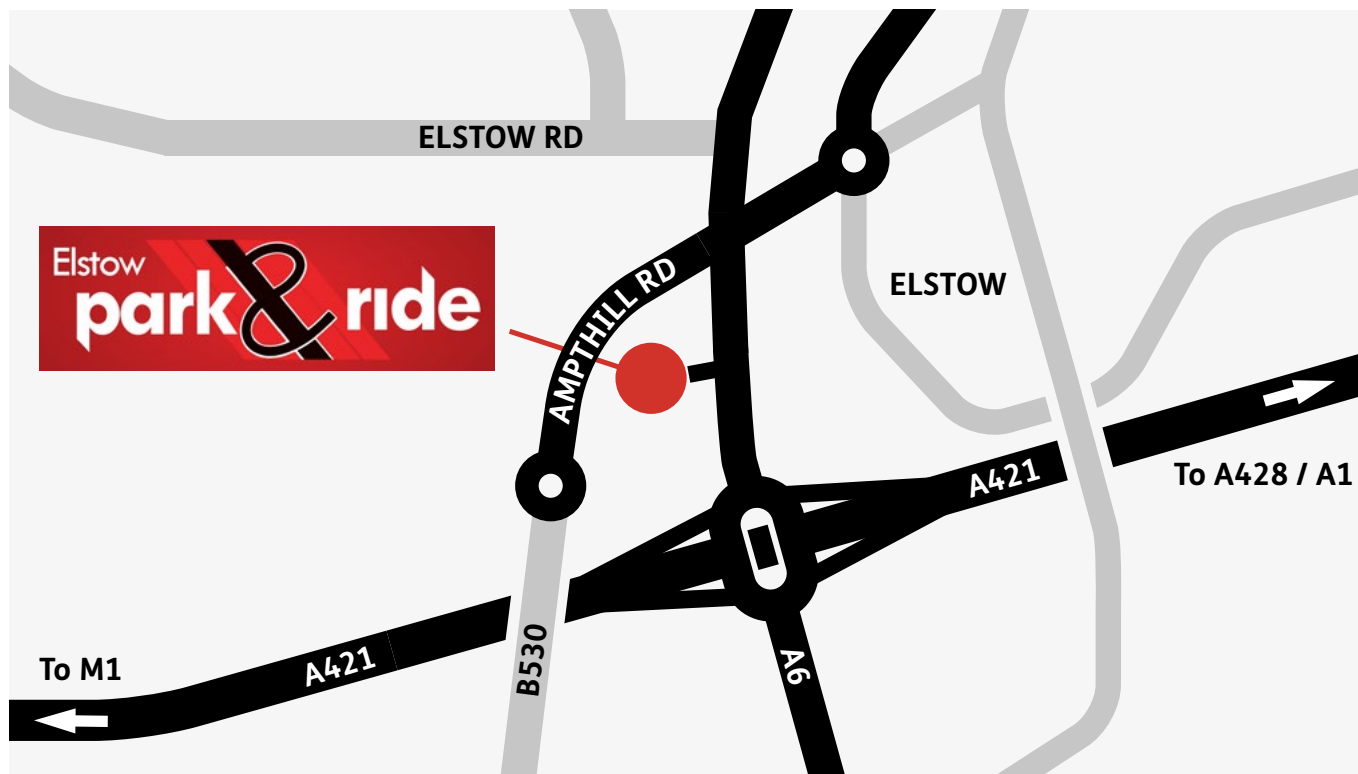 ELSTOW RD
Elstow
park & ride
AMPTHILL RD
ELSTOW
A421
To A428 / A1
B530
A6
A421
To M1